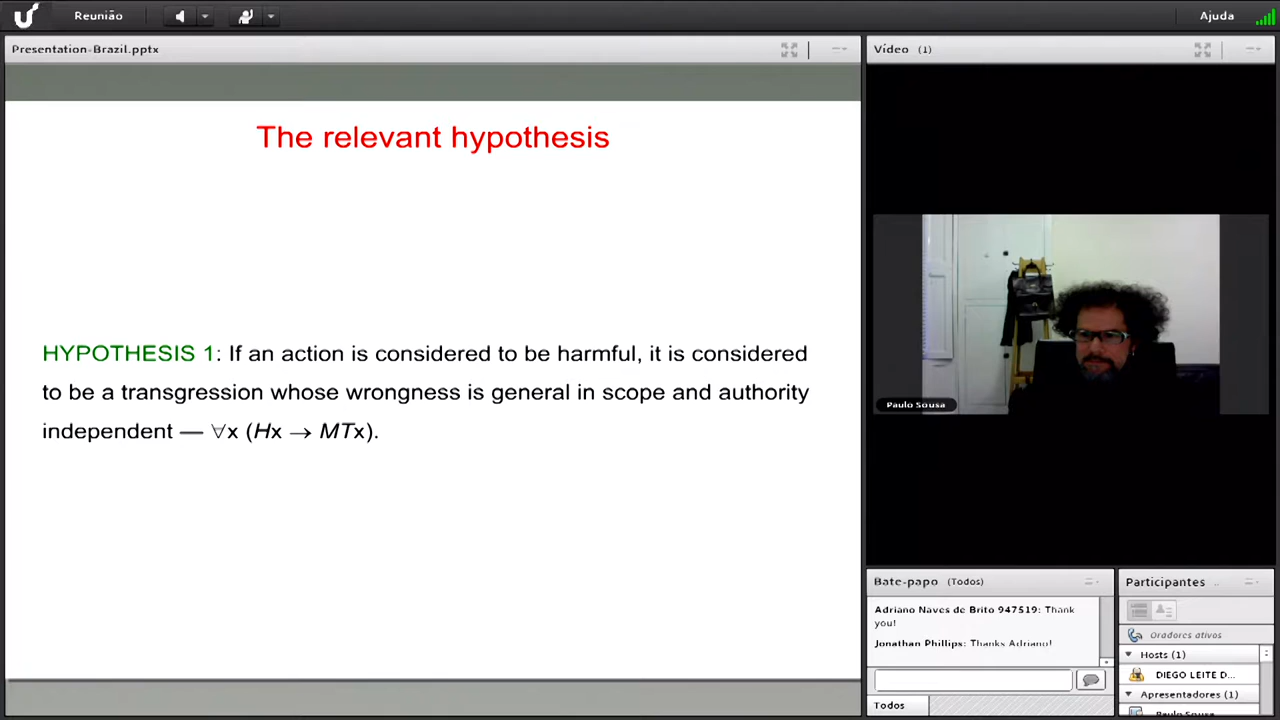 Reunião
Ajuda
Presentation-Brazil.pptx
The relevant hypothesis
HYPOTHESIS 1: If an action is considered to be harmful, it is considered
to be a transgression whose wrongness is general in scope and authority
independent — ∀x (Hx → MTx).
Vídeo (1)
Paulo Sousa
Bate-papo (Todos)
Adriano Naves de Brito 947519: Thank
you!
Jonathan Phillips: Thanks Adriano!
Todos
Participantes ..
Oradores ativos
Hosts (1)
DIEGO LEITE D...
Apresentadores (1)
Paulo Sousa